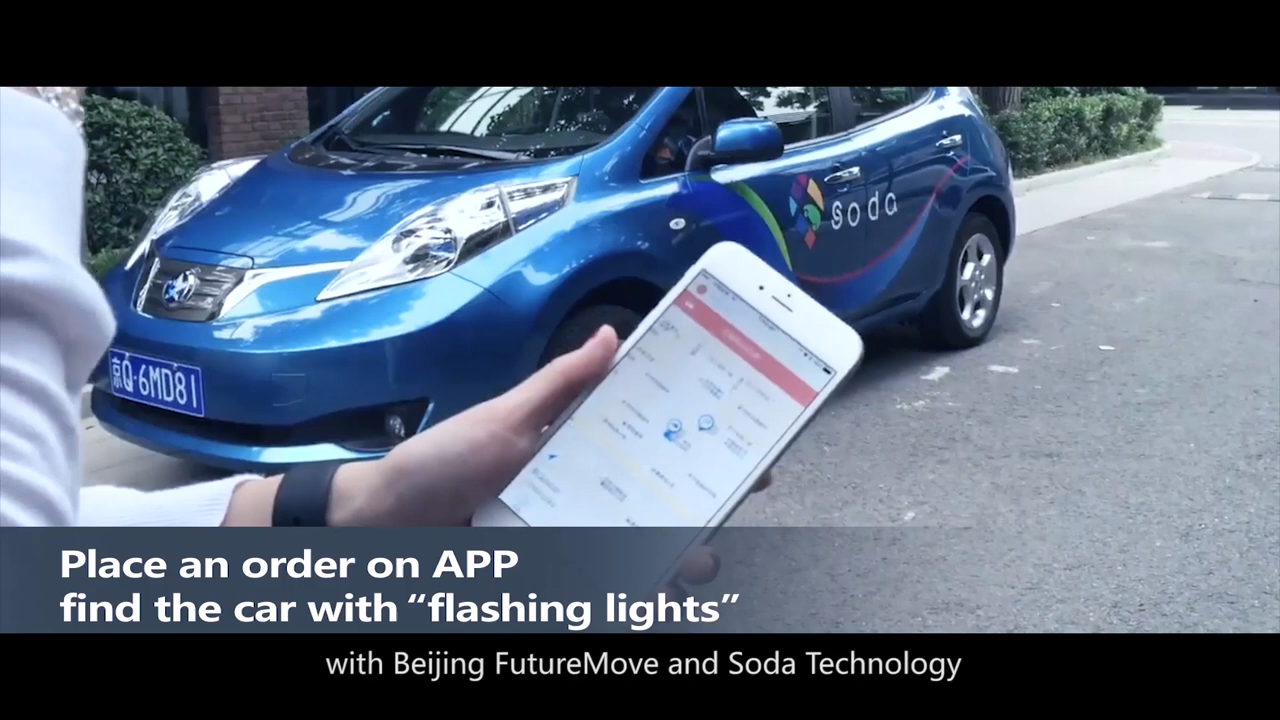 soda
京Q·6MD81
Place an order on APP
find the car with “flashing lights”
with Beijing FutureMove and Soda Technology